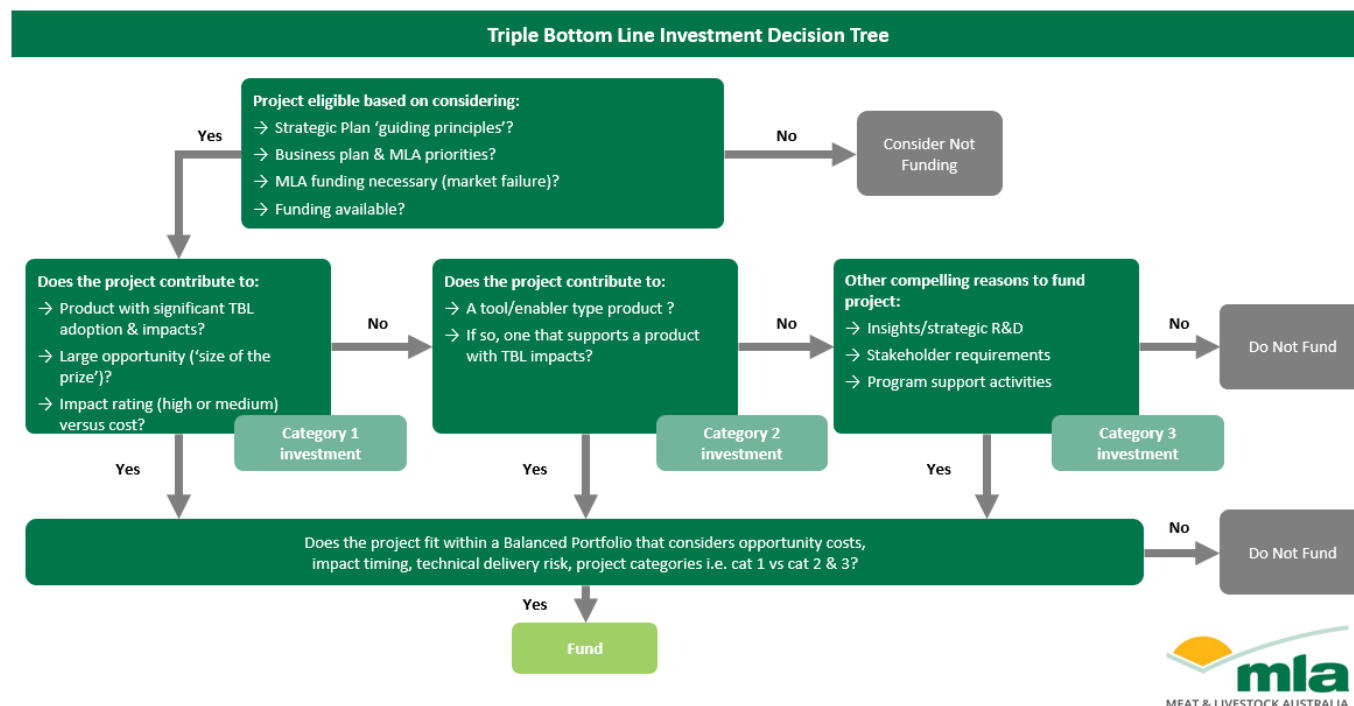 Triple Bottom Line Investment Decision Tree
Project eligible based on considering:
→ Strategic Plan ‘guiding principles’?
→ Business plan & MLA priorities?
→ MLA funding necessary (market failure)?
→ Funding available?
Yes
No
Consider Not
Funding
Does the project contribute to:
→ Product with significant TBL
adoption & impacts?
→ Large opportunity (‘size of the
prize’)?
→ Impact rating (high or medium)
versus cost?
Category 1
investment
No
Does the project contribute to:
→ A tool/enabler type product ?
→ If so, one that supports a product
with TBL impacts?
Category 2
investment
No
Other compelling reasons to fund
project:
→ Insights/strategic R&D
→ Stakeholder requirements
→ Program support activities
Category 3
investment
No
Do Not Fund
Yes
Yes
Yes
Does the project fit within a Balanced Portfolio that considers opportunity costs,
impact timing, technical delivery risk, project categories i.e. cat 1 vs cat 2 & 3?
No
Do Not Fund
Yes
Fund
mla
MEAT & LIVESTOCK AUSTRALIA